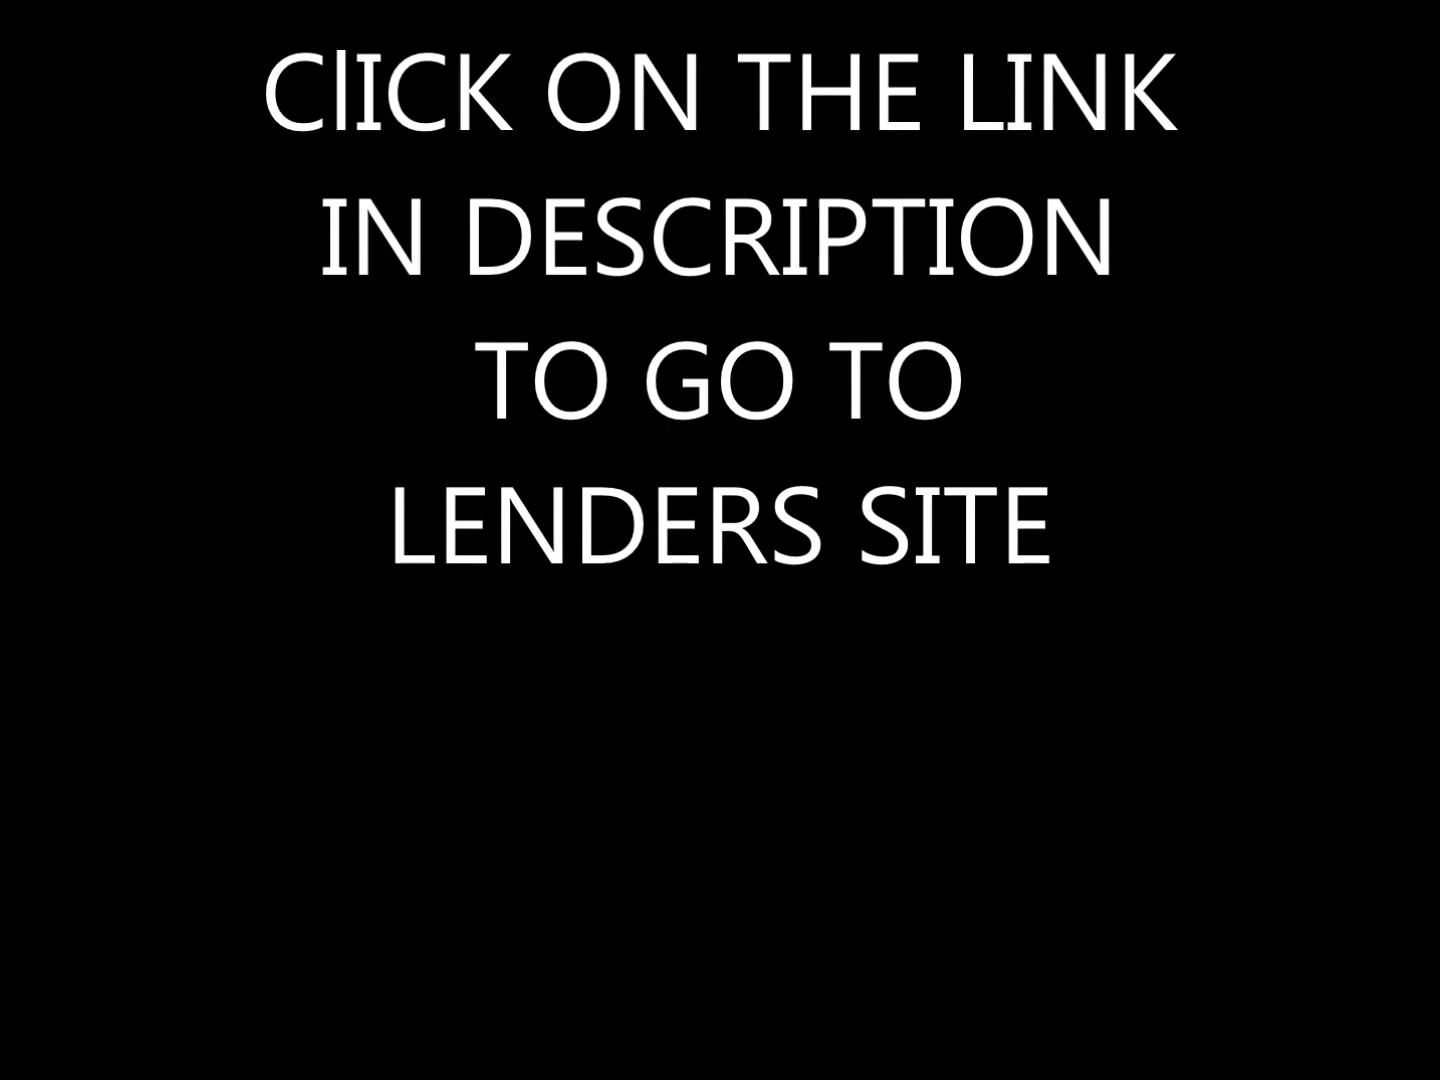 ClICK ON THE LINK
IN DESCRIPTION
TO GO TO
LENDERS SITE